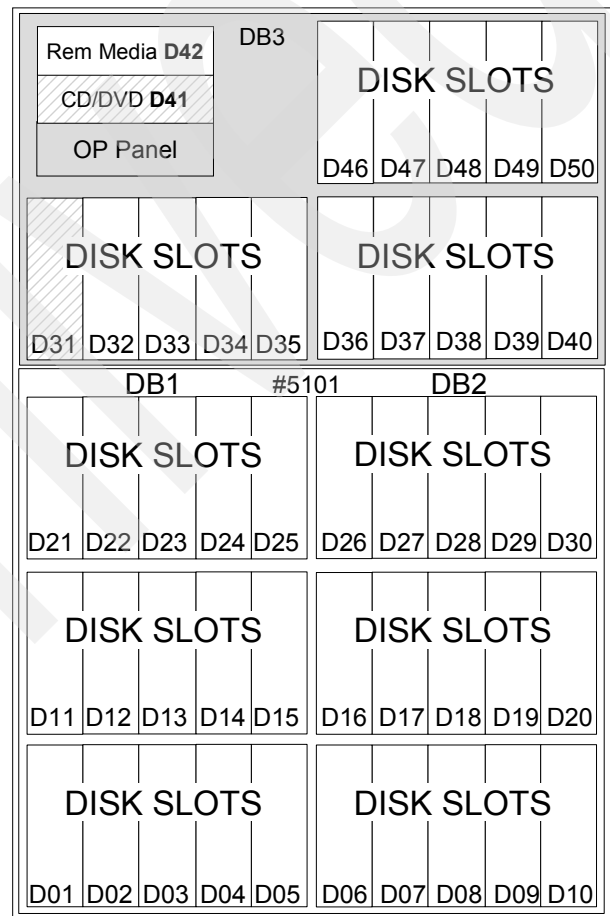 DB3
Rem Media D42
CD/DVD D41
OP Panel
DISK SLOTS
D46 D47 D48 D49 D50
DISK SLOTS DISK SLOTS
D31 D32 D33 D34 D35 D36 D37 D38 D39 D40
DB1 #5101 DB2
DISK SLOTS DISK SLOTS
D21 D22 D23 D24 D25 D26 D27 D28 D29 D30
DISK SLOTS DISK SLOTS
D11 D12 D13 D14 D15 D16 D17 D18 D19 D20
DISK SLOTS DISK SLOTS
D01 D02 D03 D04 D05 D06 D07 D08 D09 D10